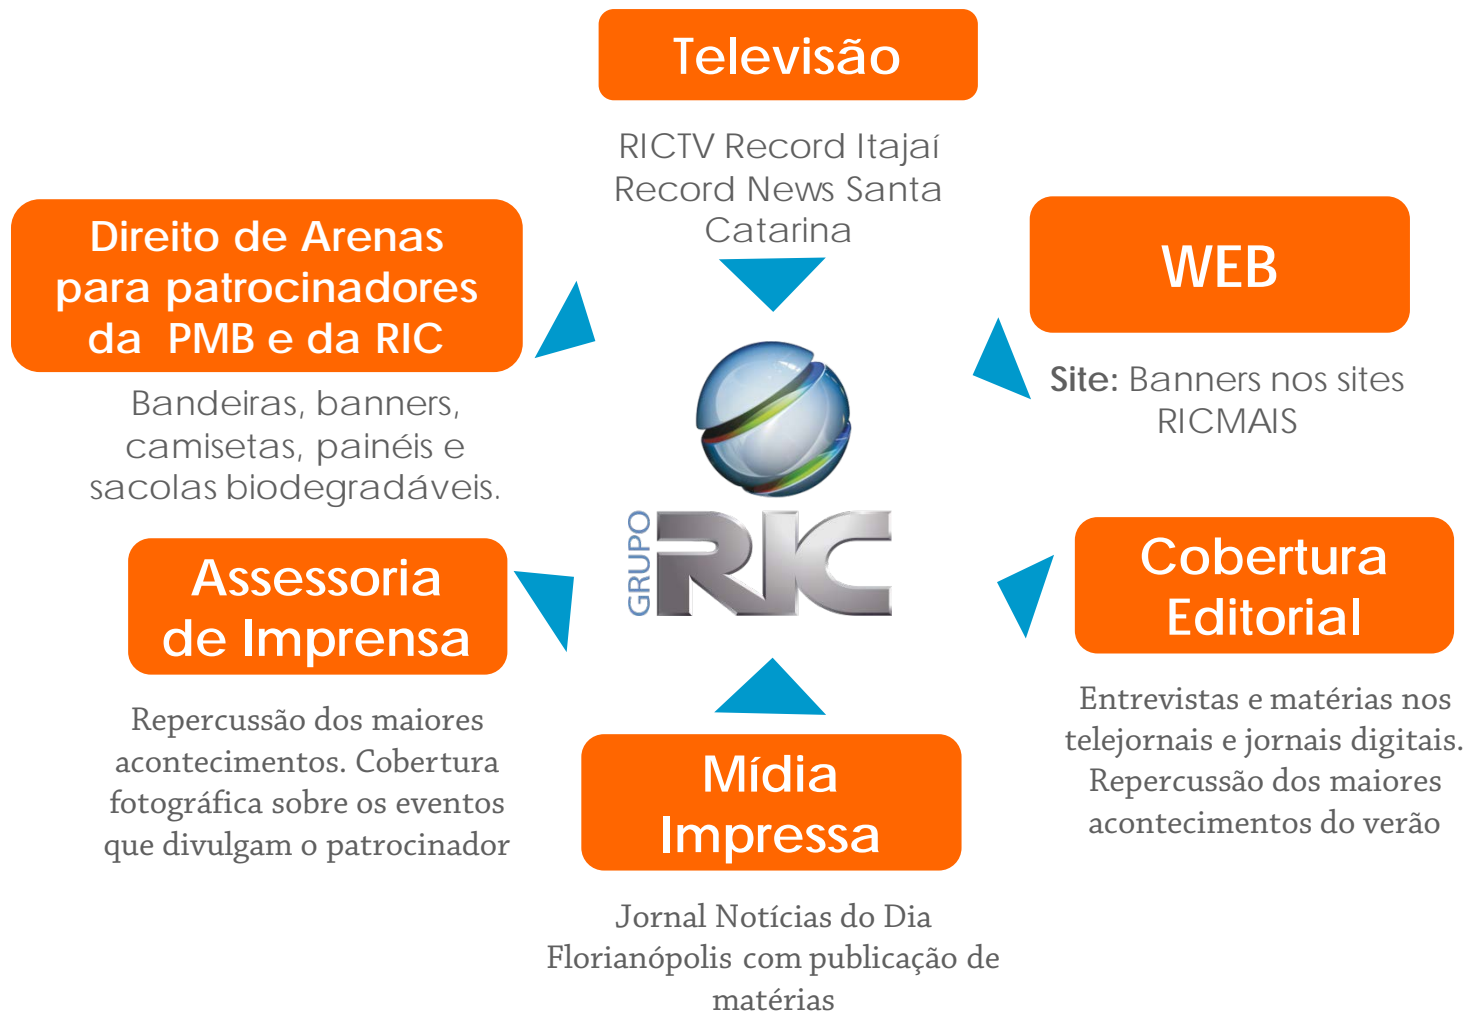 Televisão
RICTV Record Itajaí
Record News Santa
Catarina
Direito de Arenas
para patrocinadores
da PMB e da RIC
Bandeiras, banners,
camisetas, painéis e
sacolas biodegradáveis.
WEB
Site: Banners nos sites
RICMAIS
GRUPO
RIC
Assessoria
de Imprensa
Repercussão dos maiores
acontecimentos. Cobertura
fotográfica sobre os eventos
que divulgam o patrocinador
Cobertura
Editorial
Entrevistas e matérias nos
telejornais e jornais digitais.
Repercussão dos maiores
acontecimentos do verão
Mídia
Impressa
Jornal Notícias do Dia
Florianópolis com publicação de
matérias